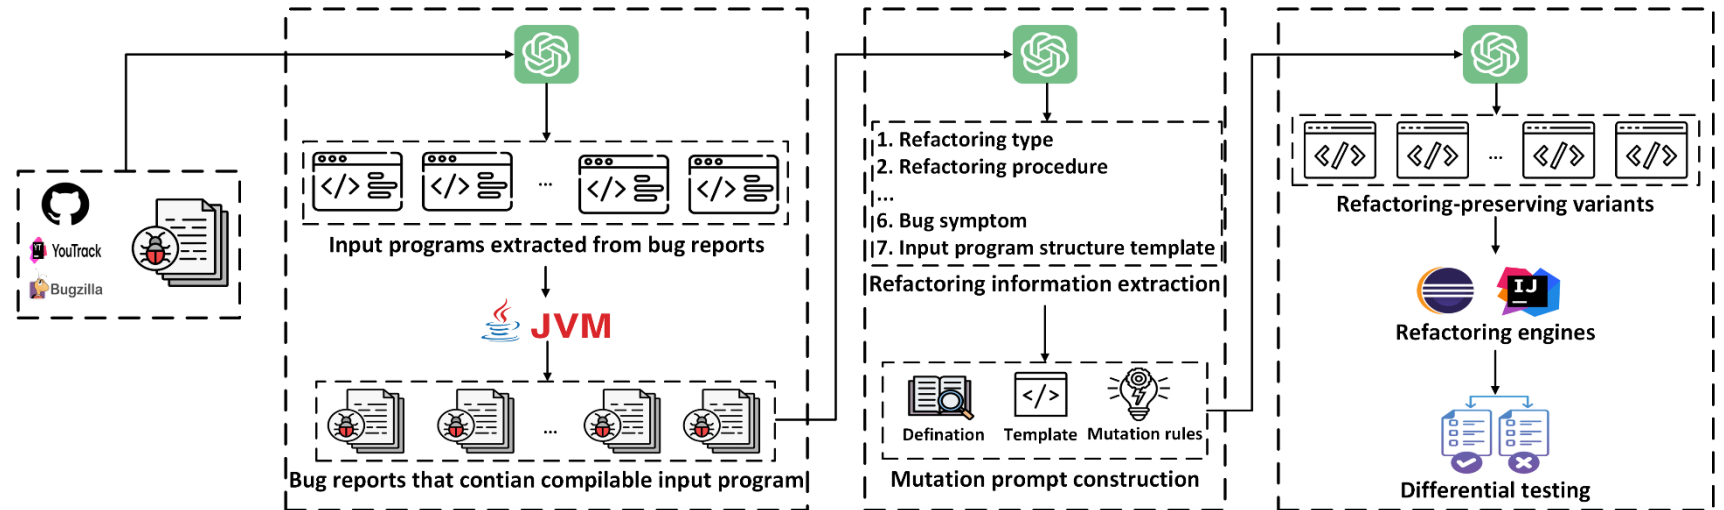 YouTrack
Bugzilla
Input programs extracted from bug reports
JVM
Bug reports that contian compilable input program
1. Refactoring type
2. Refactoring procedure
...
6. Bug symptom
7. Input program structure template
Refactoring information extraction
Defination
Template
Mutation rules
Mutation prompt construction
Refactoring-preserving variants
IJ
Refactoring engines
Differential testing